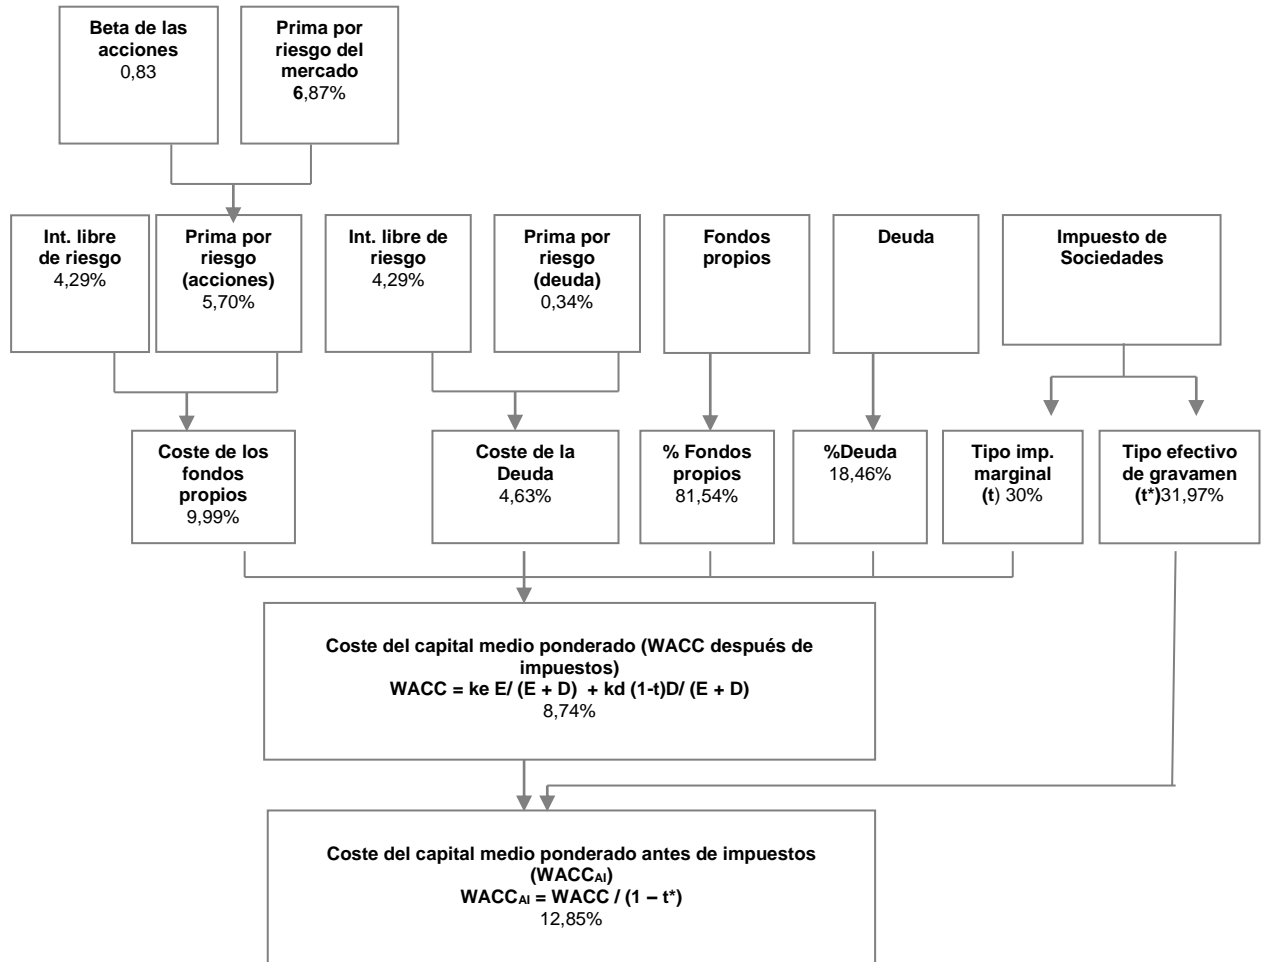 Beta de las
acciones
0,83
Prima por
riesgo del
mercado
6,87%
Int. libre
de riesgo
4,29%
Prima por
riesgo
(acciones)
5,70%
Int. libre de
riesgo
4,29%
Prima por
riesgo
(deuda)
0,34%
Fondos
propios
Deuda
Impuesto de
Sociedades
Coste de los
fondos
propios
9,99%
Coste de la
Deuda
4,63%
% Fondos
propios
81,54%
%Deuda
18,46%
Tipo imp.
marginal
(t) 30%
Tipo efectivo
de gravamen
(t*)31,97%
Coste del capital medio ponderado (WACC después de
impuestos)
WACC = ke E/ (E + D) + kd (1-t)D/ (E + D)
8,74%
Coste del capital medio ponderado antes de impuestos
(WACCAI)
WACCAI = WACC / (1 – t*)
12,85%